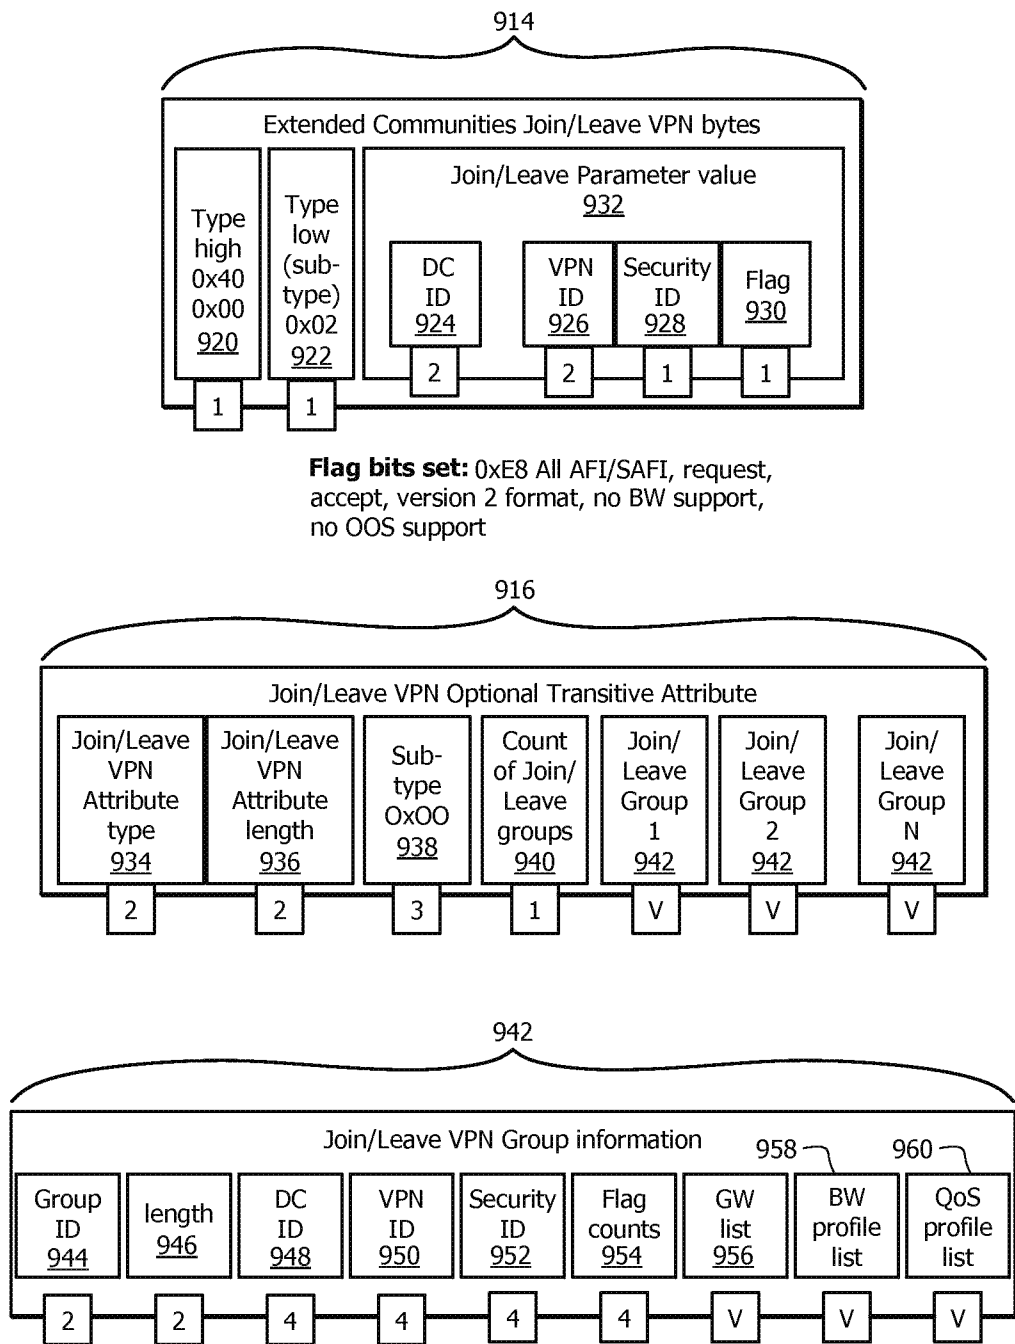 914
Extended Communities Join/Leave VPN bytes
Type
high
0x40
0x00
920
1
Type
low
(sub-
type)
0x02
922
1
Join/Leave Parameter value
932
DC
ID
924
2
VPN
ID
926
2
Security
ID
928
1
Flag
930
1
Flag bits set: 0xE8 All AFI/SAFI, request,
accept, version 2 format, no BW support,
no OOS support
916
Join/Leave VPN Optional Transitive Attribute
Join/Leave
VPN
Attribute
type
934
2
Join/Leave
VPN
Attribute
length
936
2
Sub-
type
0xOO
938
3
Count
of Join/
Leave
groups
940
1
Join/
Leave
Group
1
942
V
Join/
Leave
Group
2
942
V
Join/
Leave
Group
N
942
V
942
Join/Leave VPN Group information
Group
ID
944
2
length
946
2
DC
ID
948
4
VPN
ID
950
4
Security
ID
952
4
Flag
counts
954
4
GW
list
956
V
958
BW
profile
list
V
960
QoS
profile
list
V